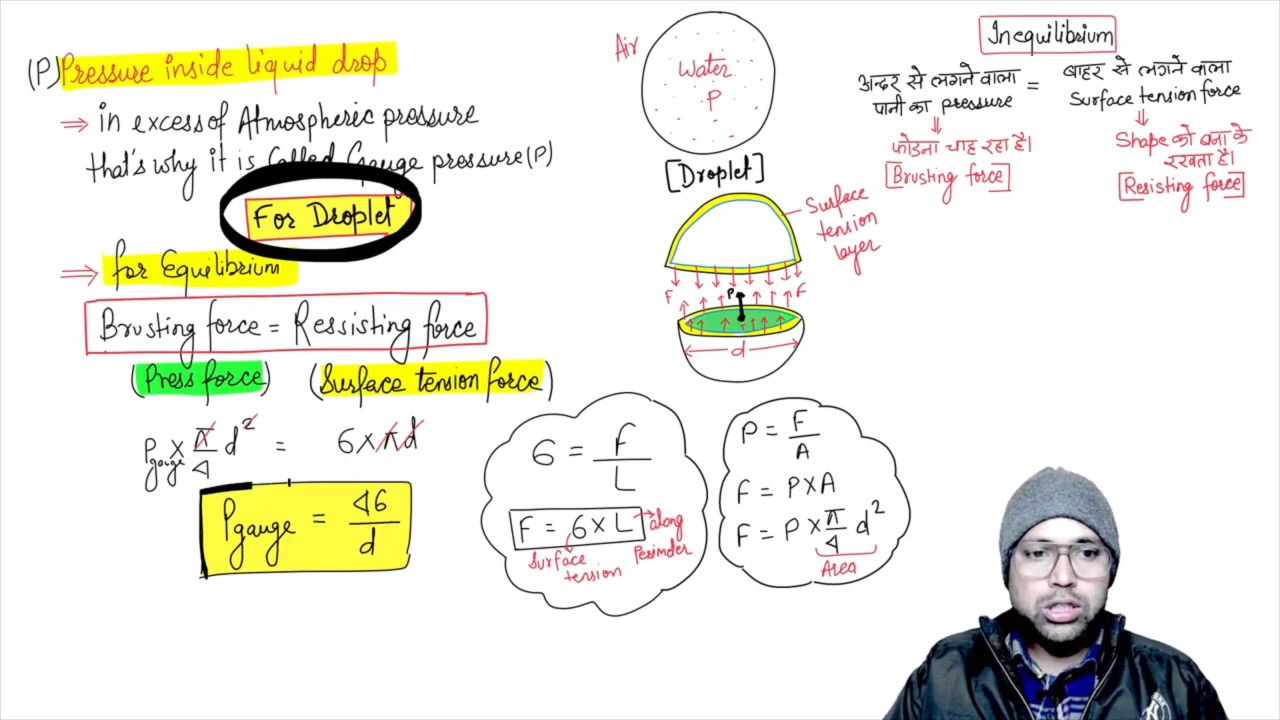 (P) Pressure inside liquid drop
⇒ in excess of Atmospheric pressure
that's why it is Called Gauge pressure (P)
For Droplet
⇒ for Equilibrium
Brusting force = Ressisting force
(Press force) (Surface tension force)
Pgauge × π/4 d² = 6 × πd
Pgauge = 46/d
Air
Water
P
[Droplet]
Surface
tension
layer
F
P
F
d
6 = F/L
F = 6 × L → along
Perimder
Surface
tension
P = F/A
F = P×A
F = P × π/4 d²
Area
Inequilibrium
अन्दर से लगने वाला = बाहर से लगने वाला
पानी का pressure Surface tension force
⇓ ⇓
फोडना चाह रहा है। Shape को बना के
रखता है।
[Brusting force] [Resisting force]